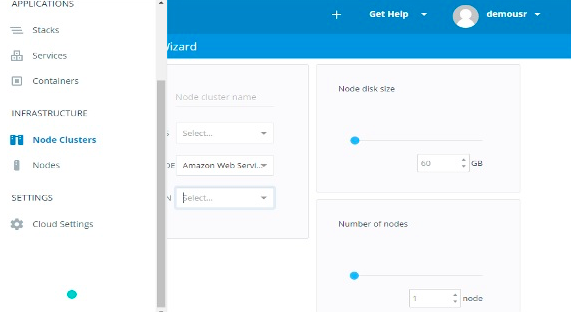 APPLICATIONS
Stacks
Services
Containers
INFRASTRUCTURE
Node Clusters
Nodes
SETTINGS
Cloud Settings
+ Get Help demousr
Wizard
Node cluster name
S Select...
DE Amazon Web Servi...
N Select...
Node disk size
60 GB
Number of nodes
1 node